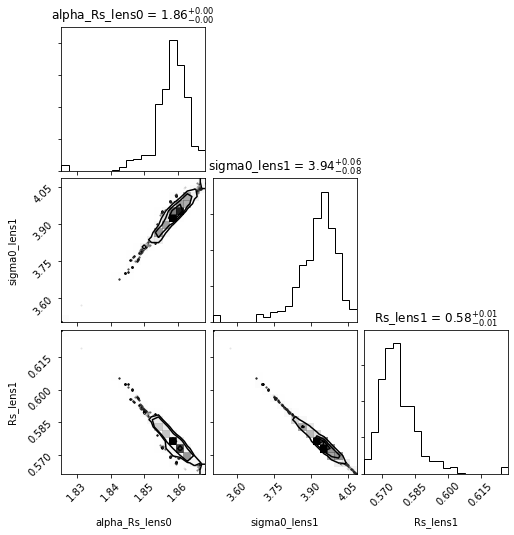 alpha_Rs_lens0 = 1.86+0.00−0.00
sigma0_lens1 = 3.94+0.06−0.08
4.05
3.90
3.75
3.60
sigma0_lens1
Rs_lens1 = 0.58+0.01−0.01
0.615
0.600
0.585
0.570
Rs_lens1
1.83
1.84
1.85
1.86
3.60
3.75
3.90
4.05
0.570
0.585
0.600
0.615
alpha_Rs_lens0
sigma0_lens1
Rs_lens1